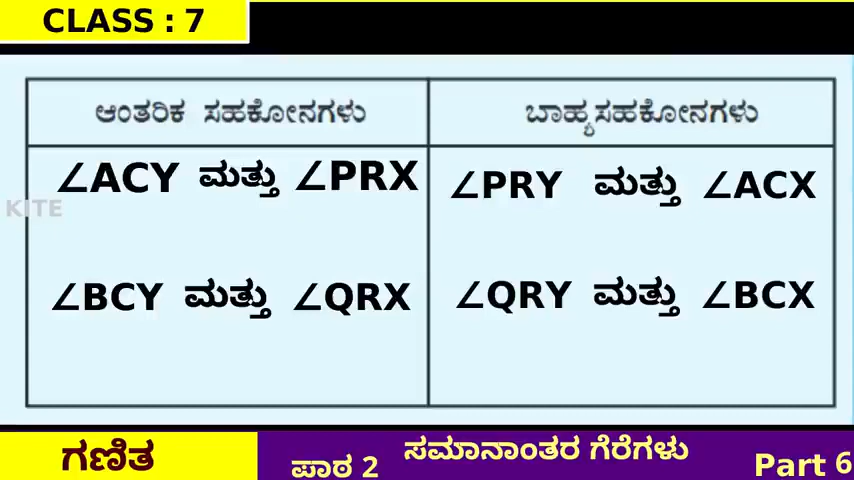 CLASS : 7
ಆಂತರಿಕ ಸಹಕೋನಗಳು
ಬಾಹ್ಯಸಹಕೋನಗಳು
∠ACY ಮತ್ತು ∠PRX
∠PRY ಮತ್ತು ∠ACX
KITE
∠BCY ಮತ್ತು ∠QRX
∠QRY ಮತ್ತು ∠BCX
ಗಣಿತ
ಪಾಠ 2
ಸಮಾನಾಂತರ ಗೆರೆಗಳು
Part 6